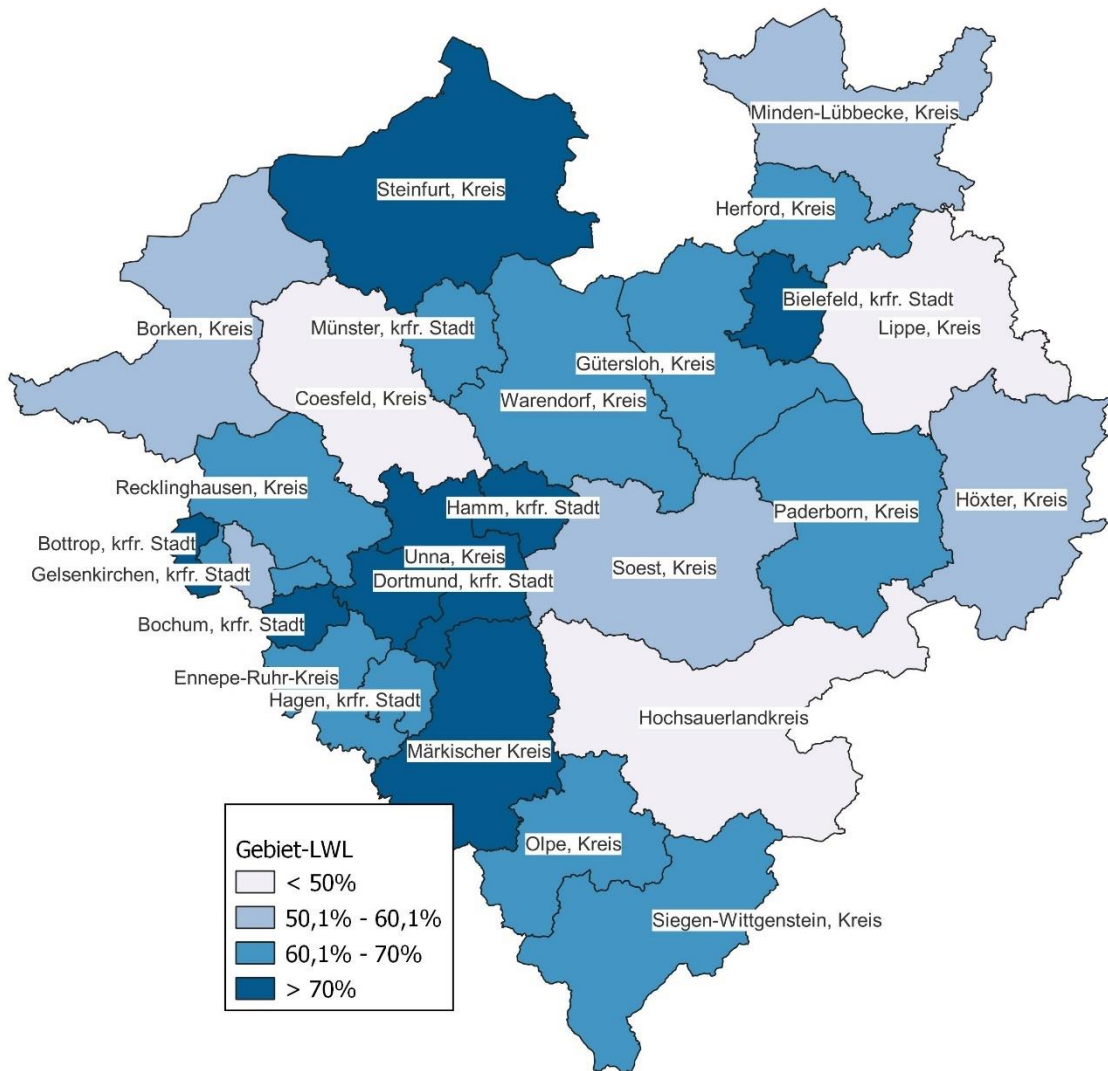 Minden-Lübbecke, Kreis
Steinfurt, Kreis
Herford, Kreis
Bielefeld, krfr. Stadt
Borken, Kreis
Münster, krfr. Stadt
Lippe, Kreis
Gütersloh, Kreis
Coesfeld, Kreis
Warendorf, Kreis
Recklinghausen, Kreis
Hamm, krfr. Stadt
Paderborn, Kreis
Höxter, Kreis
Bottrop, krfr. Stadt
Unna, Kreis
Soest, Kreis
Gelsenkirchen, krfr. Stadt
Dortmund, krfr. Stadt
Bochum, krfr. Stadt
Ennepe-Ruhr-Kreis
Hagen, krfr. Stadt
Hochsauerlandkreis
Märkischer Kreis
Olpe, Kreis
Siegen-Wittgenstein, Kreis
Gebiet-LWL
< 50%
50,1% - 60,1%
60,1% - 70%
> 70%